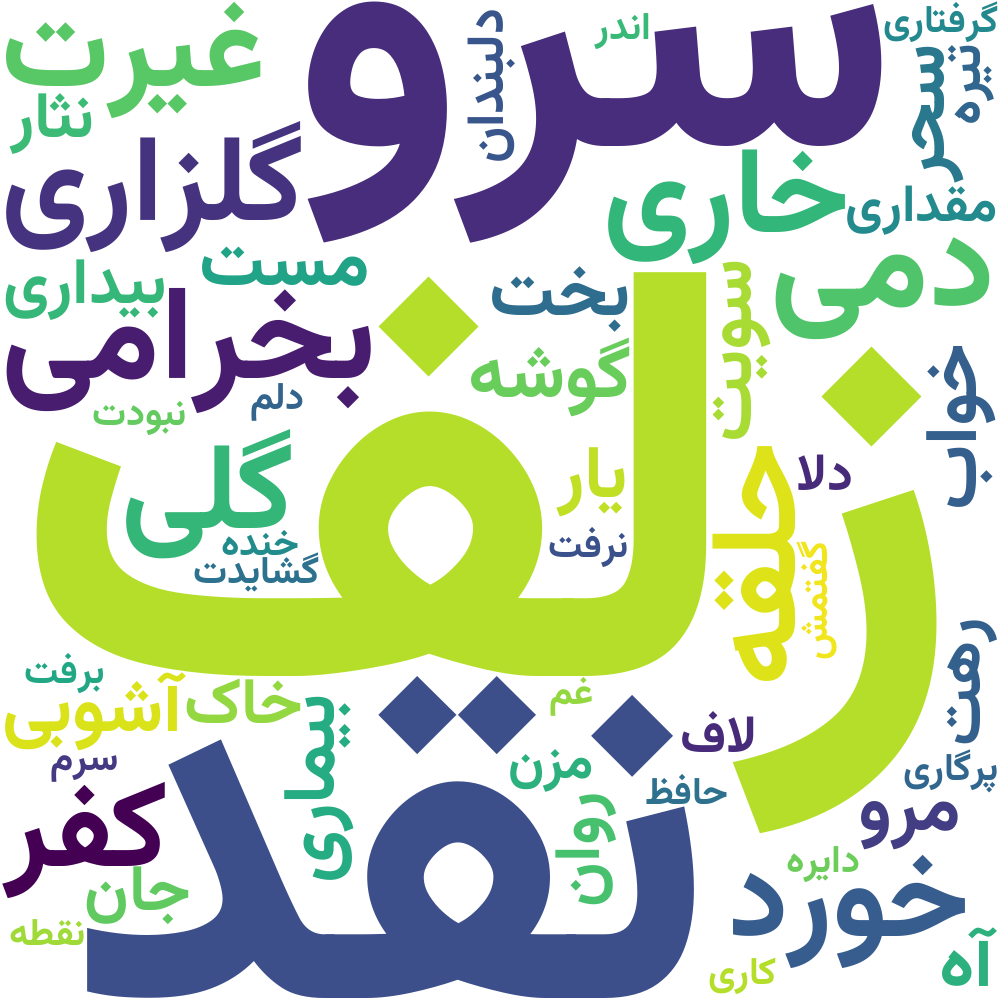 سرو
غیرت
دلبندان
اندر
گرفتاری
نیره
سحر
نثار
گلزاری
خاری
مقداری
مست
بیداری
دمی
بخت
سویت
بخرامی
گوشه
خواب
دلم
نبودت
زلف
گلی
یار
حلقه
دلا
خنده
نرفت
گشایدت
گفتمش
رهت
برفت
غم
خاک
آشوبی
بیماری
لاف
سرم
مزن
حافظ
پرگاری
نقد
کفر
روان
مرو
دایره
خورد
جان
نقطه
کاری
آه